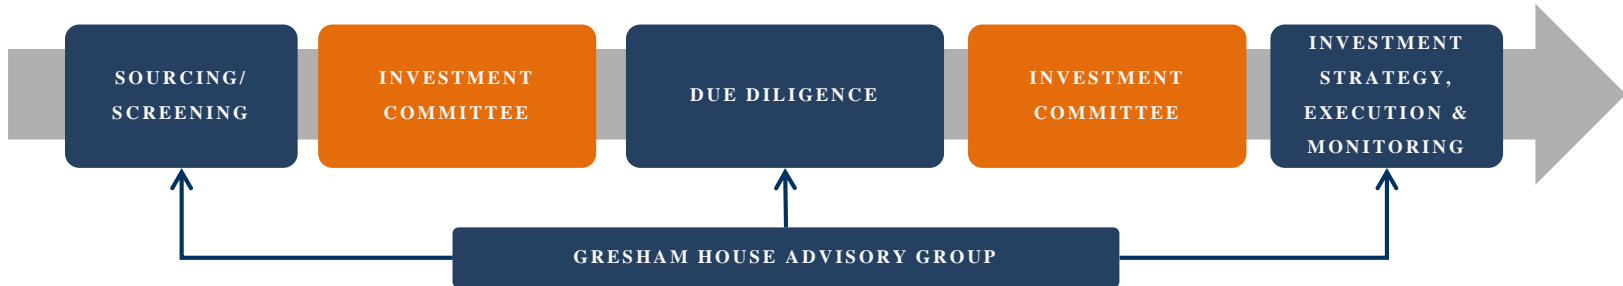 SOURCING/
SCREENING
INVESTMENT
COMMITTEE
DUE DILIGENCE
INVESTMENT
COMMITTEE
INVESTMENT
STRATEGY,
EXECUTION &
MONITORING
GRESHAM HOUSE ADVISORY GROUP